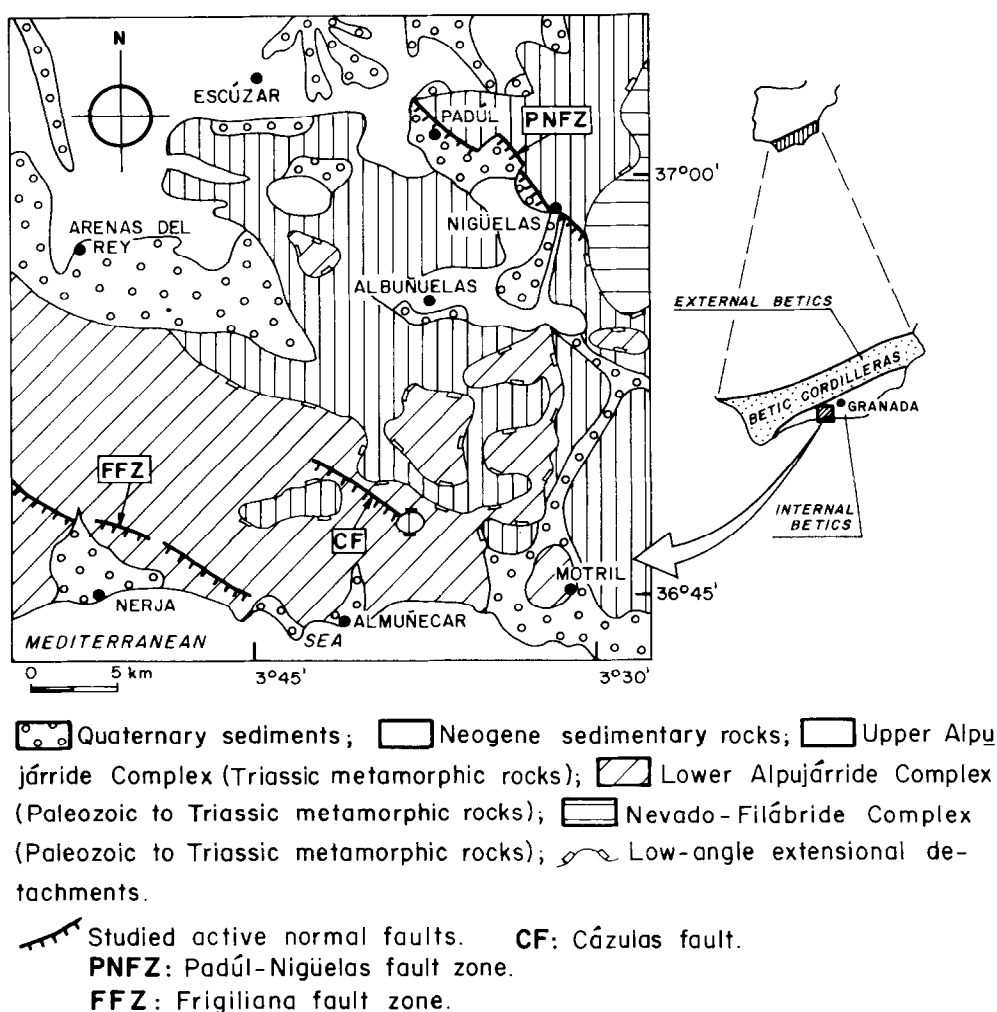 N
ESCÚZAR
PADÚL
PNFZ
37°00'
ARENAS DEL
REY
NIGÜELAS
ALBUÑUELAS
EXTERNAL BETICS
BETIC CORDILLERAS
GRANADA
FFZ
CF
INTERNAL
BETICS
MOTRIL
36°45'
NERJA
ALMUÑECAR
MEDITERRANEAN SEA
0 5 km
3°45'
3°30'
Quaternary sediments; Neogene sedimentary rocks; Upper Alpu
járride Complex (Triassic metamorphic rocks); Lower Alpujárride Complex
(Paleozoic to Triassic metamorphic rocks); Nevado-Filábride Complex
(Paleozoic to Triassic metamorphic rocks); Low-angle extensional de-
tachments.
Studied active normal faults. CF: Cázulas fault.
PNFZ: Padúl-Nigüelas fault zone.
FFZ: Frigiliana fault zone.